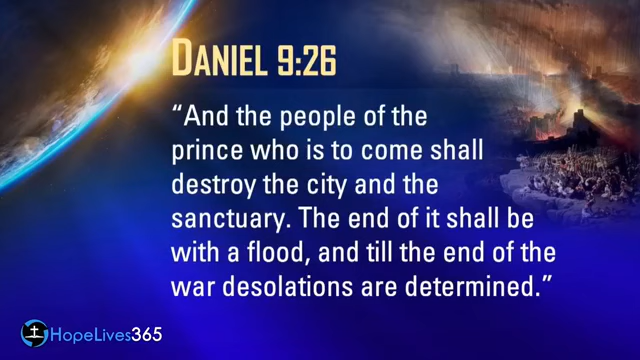 DANIEL 9:26
“And the people of the
prince who is to come shall
destroy the city and the
sanctuary. The end of it shall be
with a flood, and till the end of the
war desolations are determined.”
HopeLives365